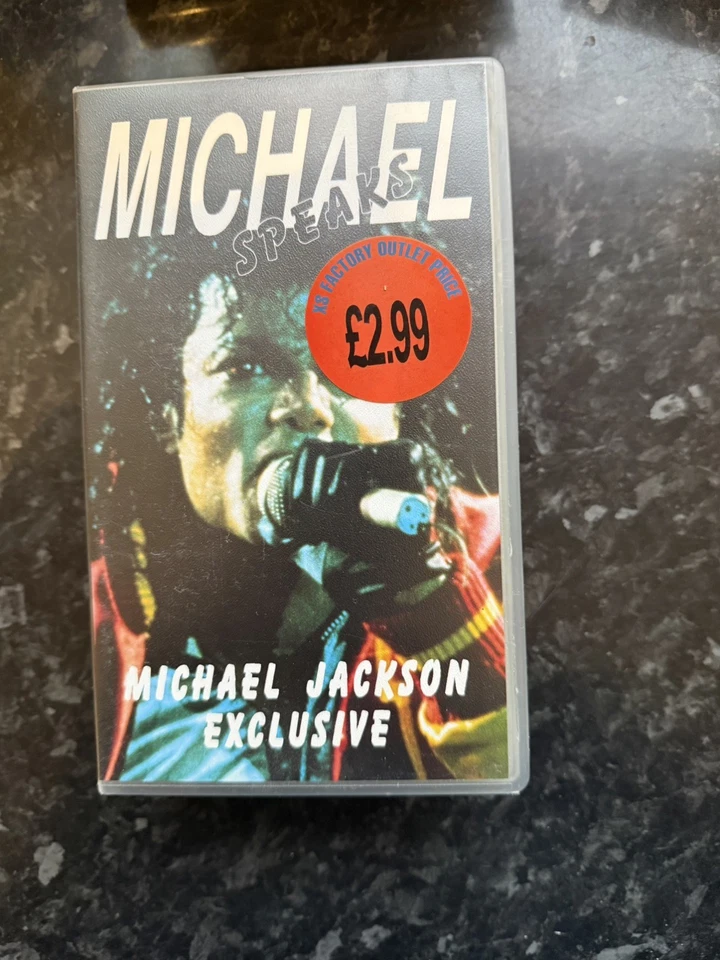 MICHAEL
SPEAKS
XS FACTORY OUTLET PRICE
£2.99
MICHAEL JACKSON
EXCLUSIVE